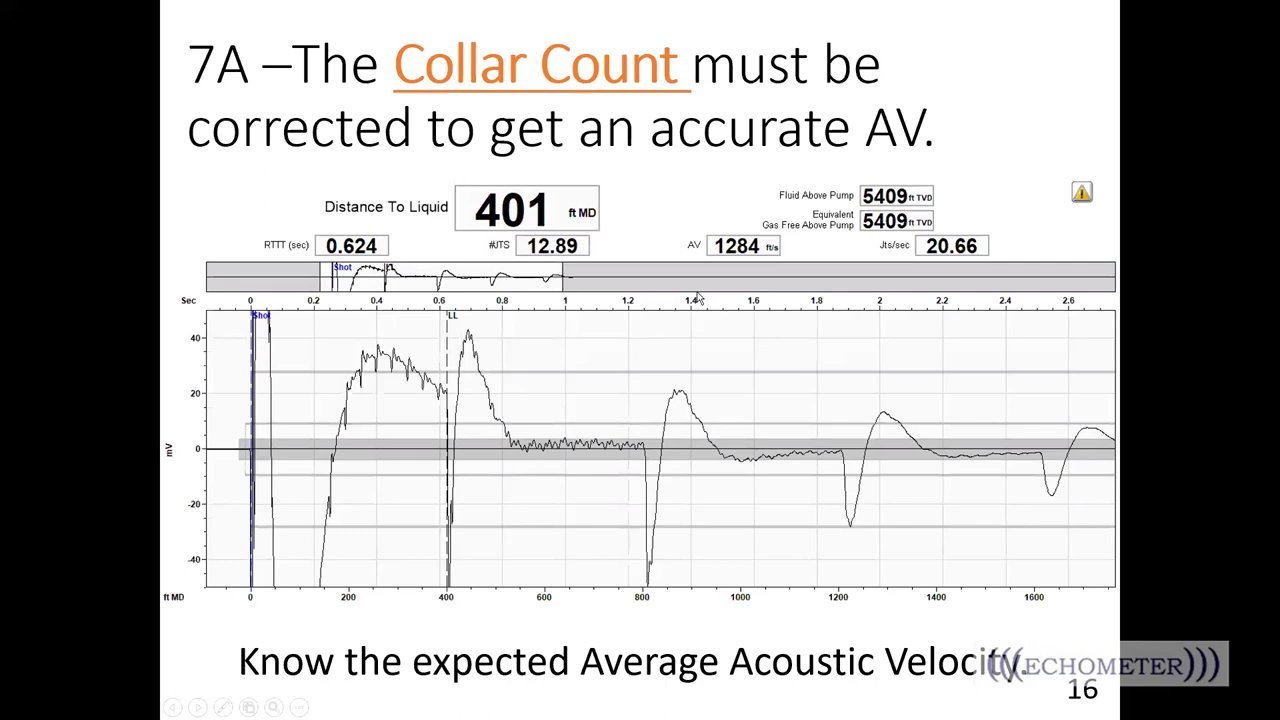 7A –The Collar Count must be
corrected to get an accurate AV.
Distance To Liquid 401 ft MD
Fluid Above Pump 5409 ft TVD
Equivalent
Gas Free Above Pump 5409 ft TVD
RTTT (sec) 0.624 #JTS 12.89 AV 1284 ft/s Jts/sec 20.66
Shot
Sec 0 0.2 0.4 0.6 0.8 1 1.2 1.4 1.6 1.8 2 2.2 2.4 2.6
Shot LL
40
20
0
mV
-20
-40
ft MD 0 200 400 600 800 1000 1200 1400 1600
Know the expected Average Acoustic Velocity.
(((ECHOMETER)))
16